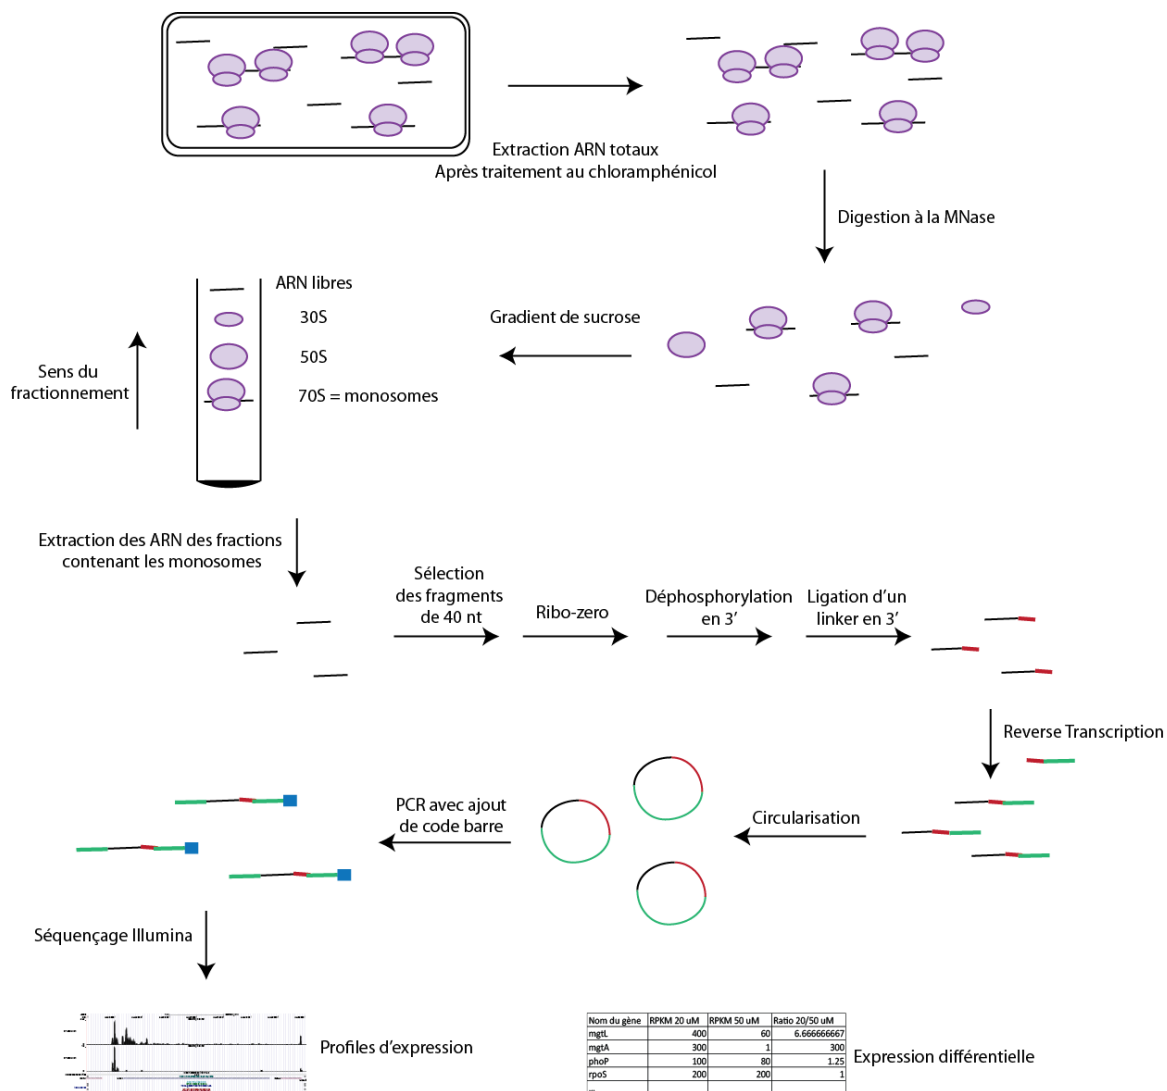 Extraction ARN totaux
Après traitement au chloramphénicol
Digestion à la MNase
ARN libres
30S
50S
70S = monosomes
Sens du
fractionnement
Gradient de sucrose
Extraction des ARN des fractions
contenant les monosomes
Sélection
des fragments
de 40 nt
Ribo-zero
Déphosphorylation
en 3’
Ligation d’un
linker en 3’
Reverse Transcription
Circularisation
PCR avec ajout
de code barre
Séquençage Illumina
Profiles d’expression
Nom du gène RPKM 20 uM RPKM 50 uM Ratio 20/50 uM
mgtL 400 60 6.666666667
mgtA 300 1 300
phoP 100 80 1.25
rpoS 200 200 1
Expression différentielle